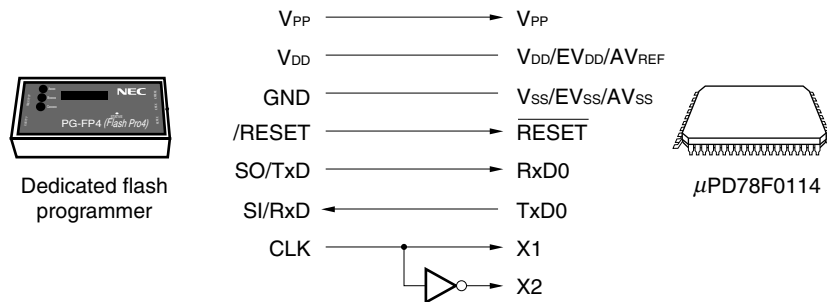 VPP VPP
VDD VDD/EVDD/AVREF
GND VSS/EVSS/AVSS
/RESET RESET
SO/TxD RxD0
SI/RxD TxD0
CLK X1
X2
NEC
PG-FP4 (Flash Pro4)
Dedicated flash
programmer
μPD78F0114